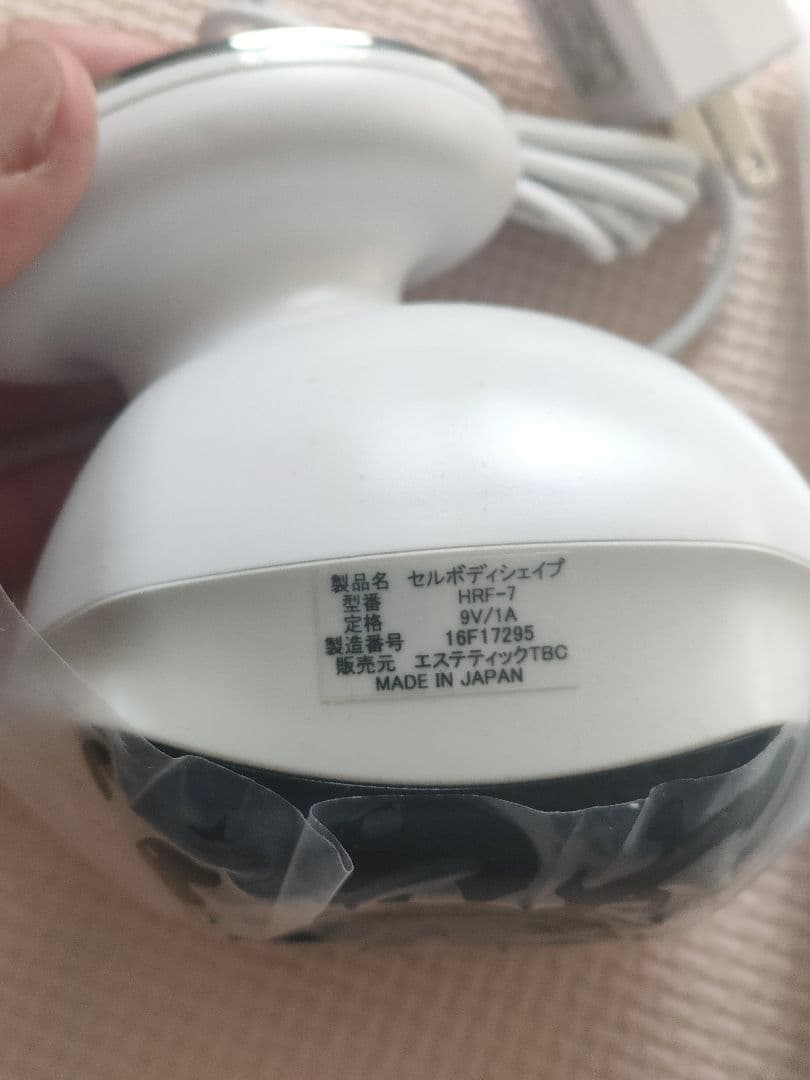 製品名 セルボディシェイプ
型番 HRF-7
定格 9V/1A
製造番号 16F17295
販売元 エステティックTBC
MADE IN JAPAN